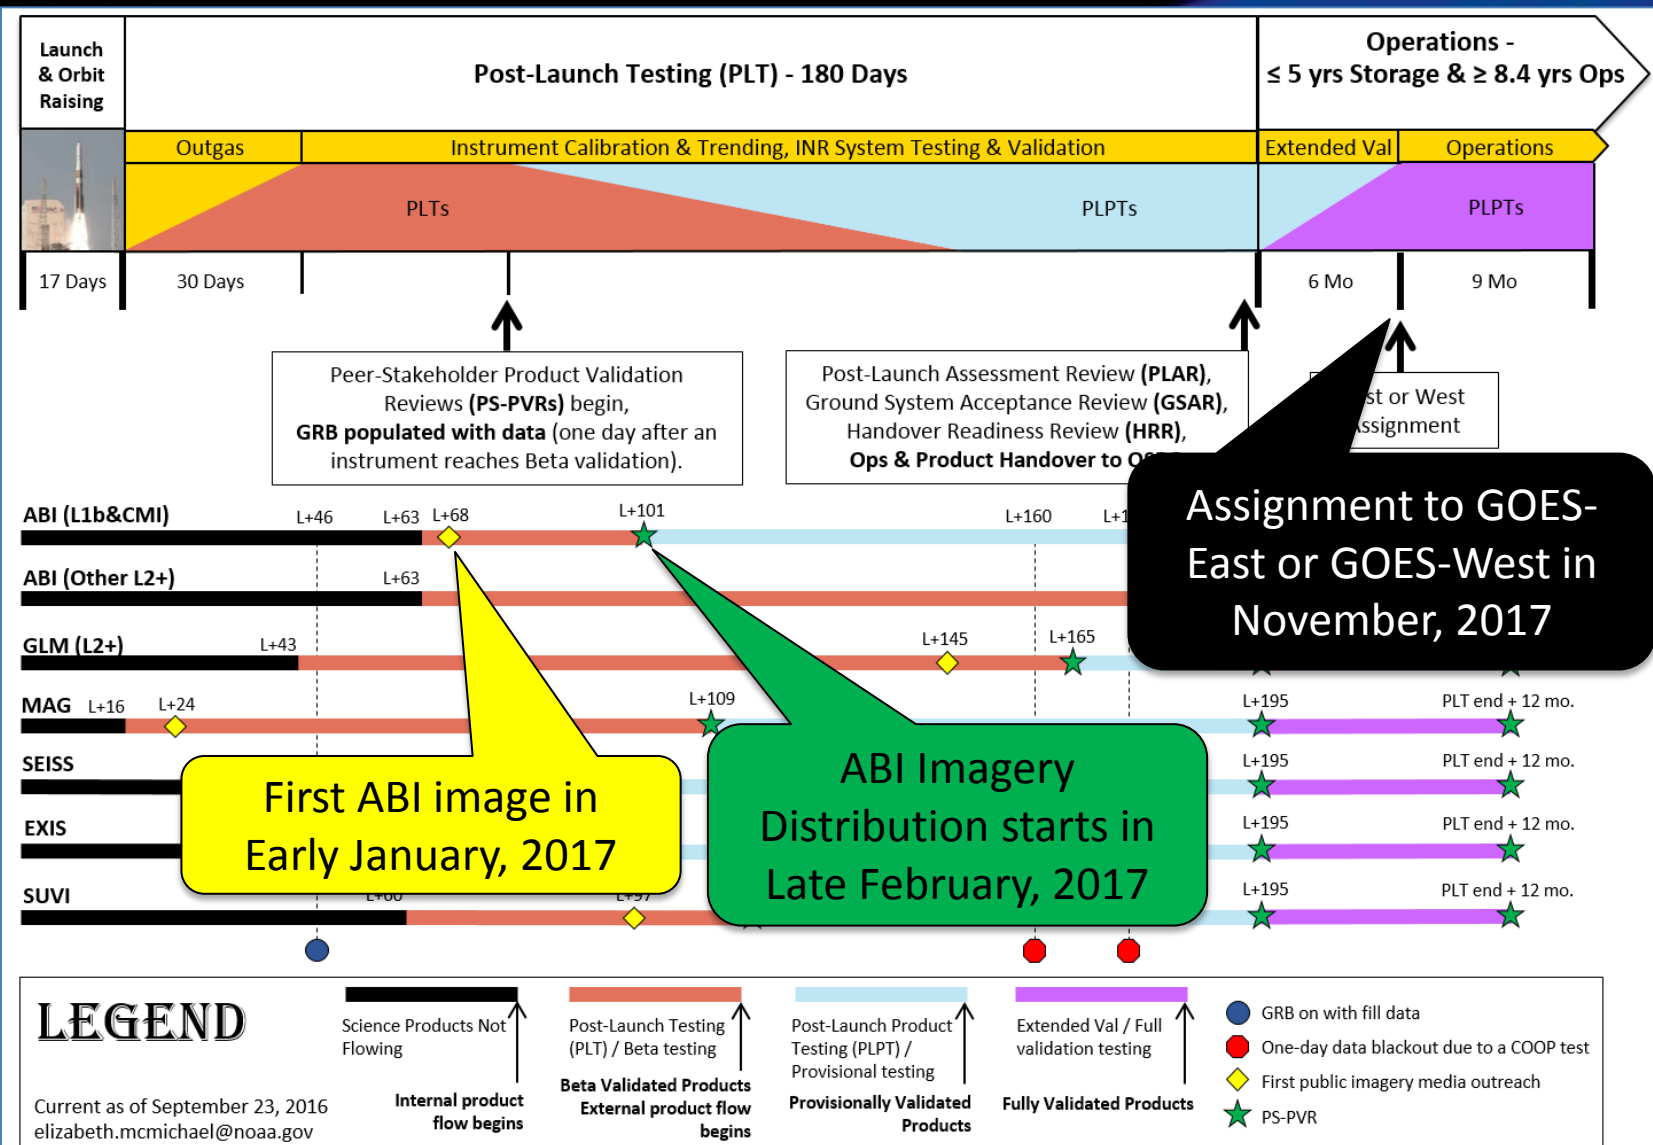 Launch
& Orbit
Raising
Post-Launch Testing (PLT) - 180 Days
Operations -
≤ 5 yrs Storage & ≥ 8.4 yrs Ops
Outgas
Instrument Calibration & Trending, INR System Testing & Validation
Extended Val
Operations
PLTs
PLPTs
PLPTs
17 Days
30 Days
6 Mo
9 Mo
Peer-Stakeholder Product Validation
Reviews (PS-PVRs) begin,
GRB populated with data (one day after an
instrument reaches Beta validation).
Post-Launch Assessment Review (PLAR),
Ground System Acceptance Review (GSAR),
Handover Readiness Review (HRR),
Ops & Product Handover to
or West
Assignment
Assignment to GOES-
East or GOES-West in
November, 2017
ABI (L1b&CMI)
L+46
L+63
L+68
L+101
L+160
ABI (Other L2+)
L+63
GLM (L2+)
L+43
L+145
L+165
MAG
L+16
L+24
L+109
L+195
PLT end + 12 mo.
SEISS
L+195
PLT end + 12 mo.
First ABI image in
Early January, 2017
ABI Imagery
Distribution starts in
Late February, 2017
EXIS
L+195
PLT end + 12 mo.
SUVI
L+60
L+97
L+195
PLT end + 12 mo.
LEGEND
Current as of September 23, 2016
elizabeth.mcmichael@noaa.gov
Science Products Not
Flowing
Internal product
flow begins
Post-Launch Testing
(PLT) / Beta testing
Beta Validated Products
External product flow
begins
Post-Launch Product
Testing (PLPT) /
Provisional testing
Provisionally Validated
Products
Extended Val / Full
validation testing
Fully Validated Products
GRB on with fill data
One-day data blackout due to a COOP test
First public imagery media outreach
PS-PVR